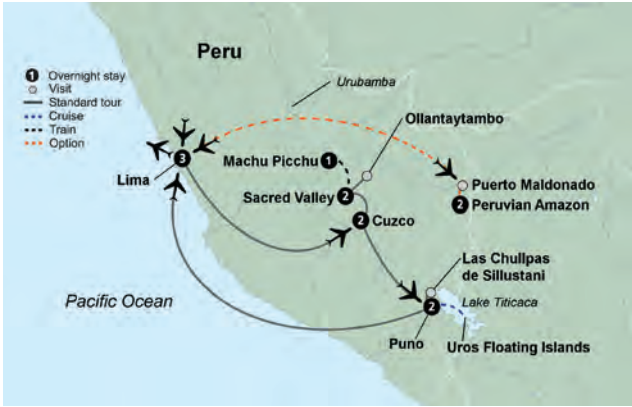 Peru
1 Overnight stay
Visit
Standard tour
Cruise
Train
Option
Urubamba
Ollantaytambo
3
Lima
Machu Picchu 1
Sacred Valley 2
2 Cuzco
Puerto Maldonado
2 Peruvian Amazon
Las Chullpas
de Sillustani
Pacific Ocean
Lake Titicaca
2
Puno
Uros Floating Islands